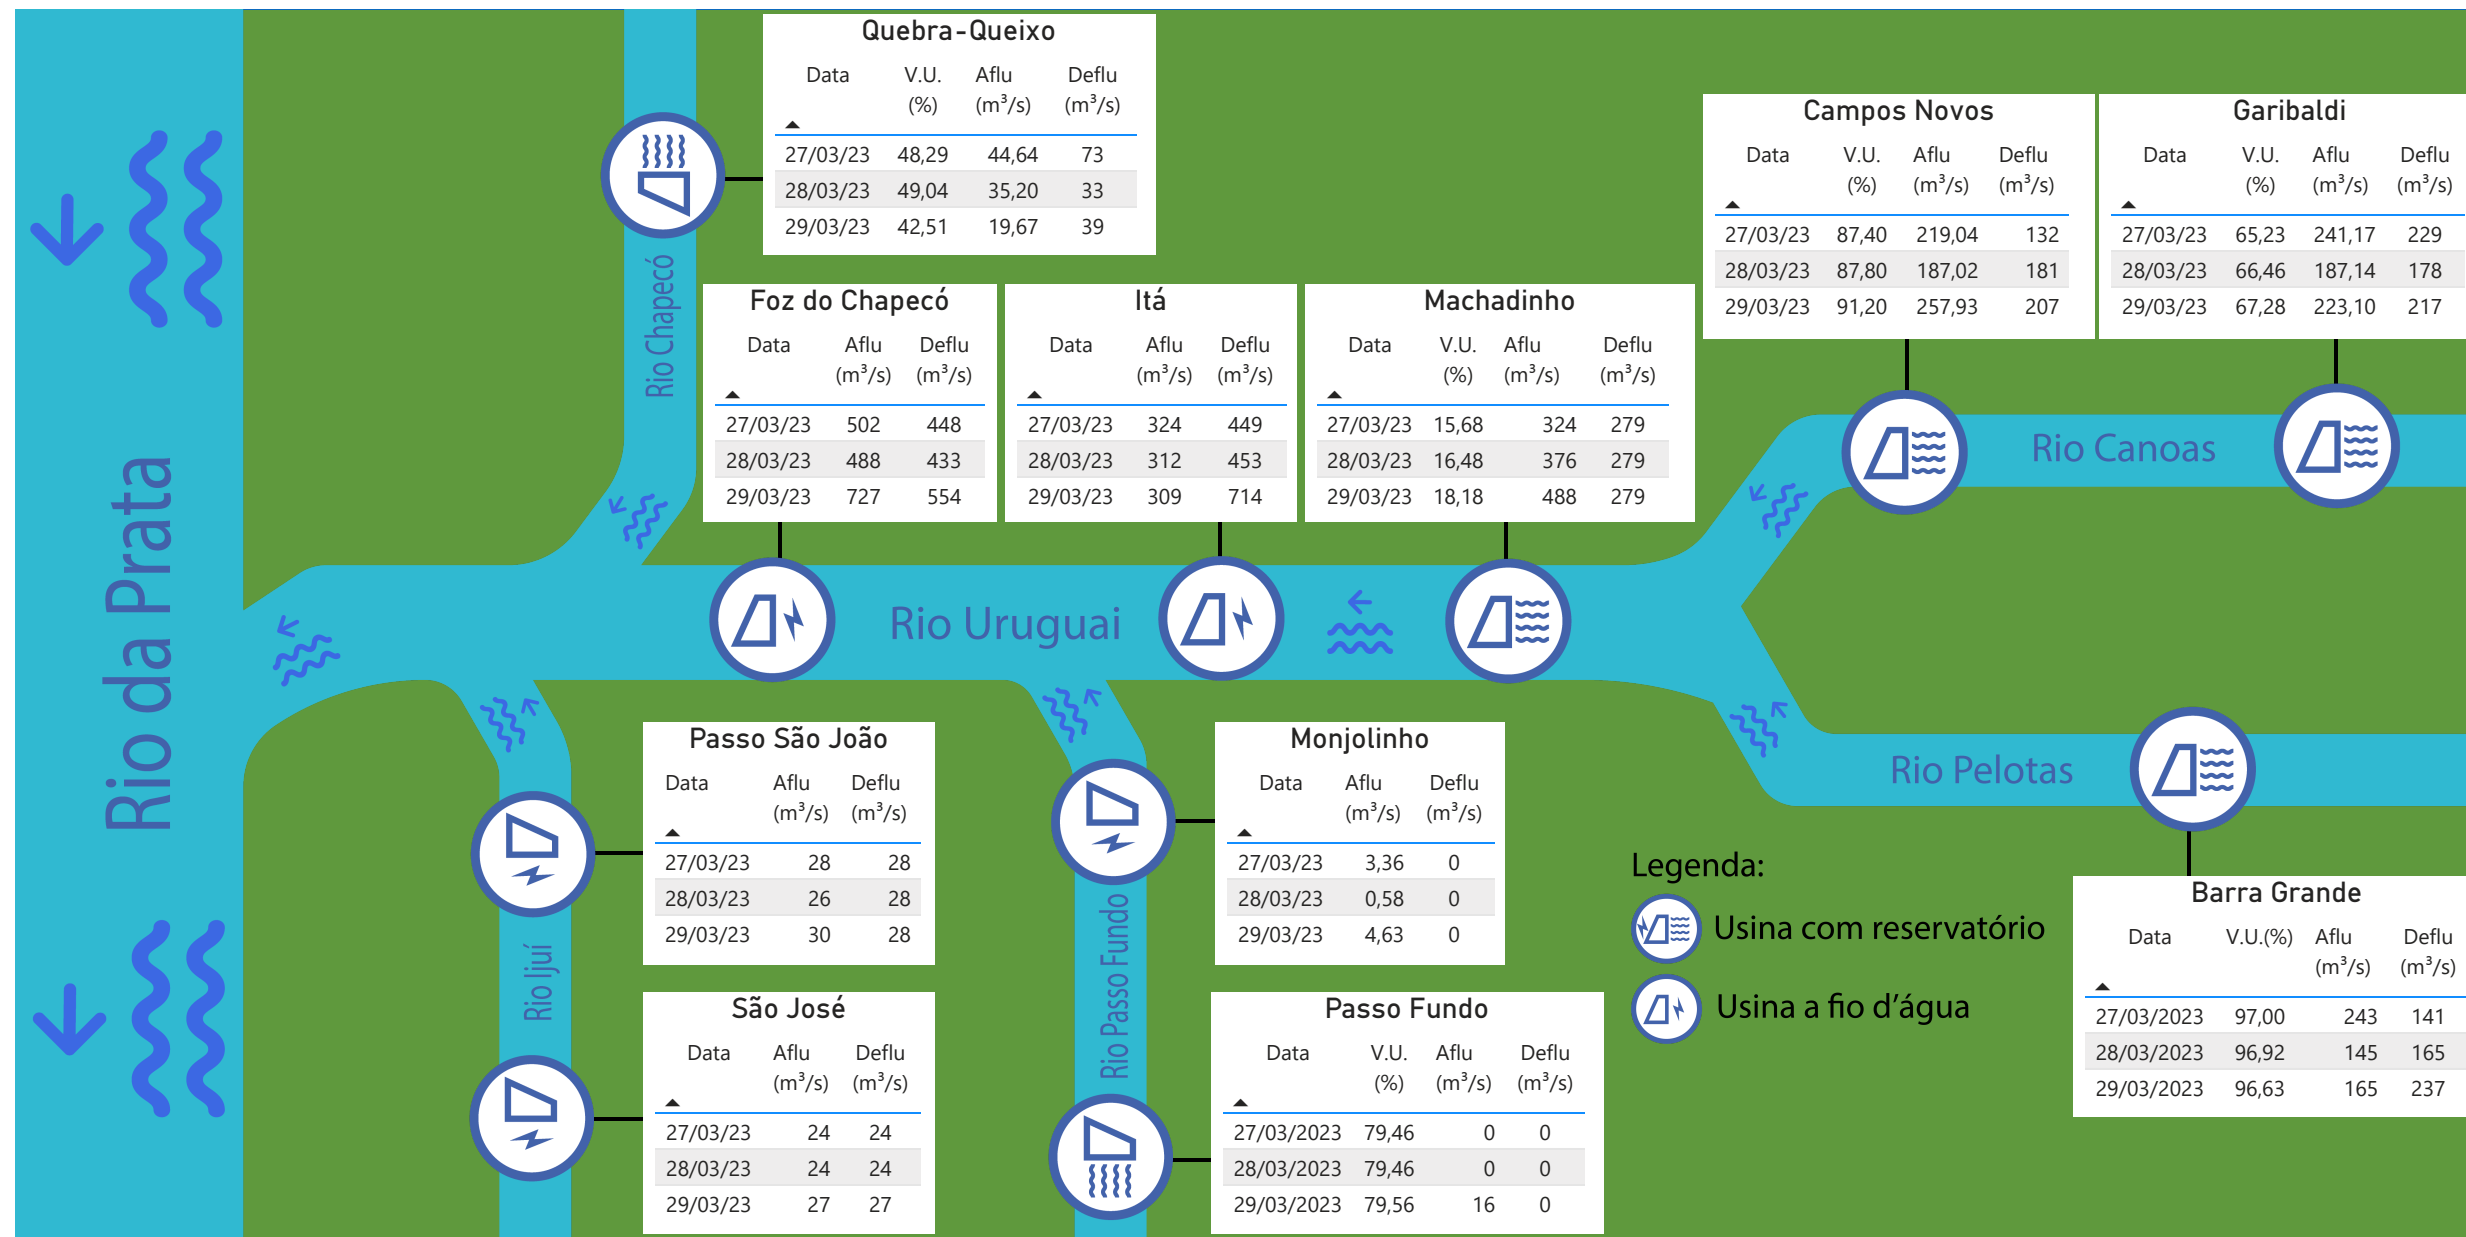 Quebra-Queixo
Data V.U. (%) Aflu (m³/s) Deflu (m³/s)
27/03/23 48,29 44,64 73
28/03/23 49,04 35,20 33
29/03/23 42,51 19,67 39
Campos Novos
Data V.U. (%) Aflu (m³/s) Deflu (m³/s)
27/03/23 87,40 219,04 132
28/03/23 87,80 187,02 181
29/03/23 91,20 257,93 207
Garibaldi
Data V.U. (%) Aflu (m³/s) Deflu (m³/s)
27/03/23 65,23 241,17 229
28/03/23 66,46 187,14 178
29/03/23 67,28 223,10 217
Rio Chapecó
Foz do Chapecó
Data Aflu (m³/s) Deflu (m³/s)
27/03/23 502 448
28/03/23 488 433
29/03/23 727 554
Itá
Data Aflu (m³/s) Deflu (m³/s)
27/03/23 324 449
28/03/23 312 453
29/03/23 309 714
Machadinho
Data V.U. (%) Aflu (m³/s) Deflu (m³/s)
27/03/23 15,68 324 279
28/03/23 16,48 376 279
29/03/23 18,18 488 279
Rio Canoas
Rio da Prata
Rio Uruguai
Rio Pelotas
Passo São João
Data Aflu (m³/s) Deflu (m³/s)
27/03/23 28 28
28/03/23 26 28
29/03/23 30 28
Monjolinho
Data Aflu (m³/s) Deflu (m³/s)
27/03/23 3,36 0
28/03/23 0,58 0
29/03/23 4,63 0
Rio Ijuí
Rio Passo Fundo
São José
Data Aflu (m³/s) Deflu (m³/s)
27/03/23 24 24
28/03/23 24 24
29/03/23 27 27
Passo Fundo
Data V.U. (%) Aflu (m³/s) Deflu (m³/s)
27/03/2023 79,46 0 0
28/03/2023 79,46 0 0
29/03/2023 79,56 16 0
Legenda:
Usina com reservatório
Usina a fio d'água
Barra Grande
Data V.U.(%) Aflu (m³/s) Deflu (m³/s)
27/03/2023 97,00 243 141
28/03/2023 96,92 145 165
29/03/2023 96,63 165 237